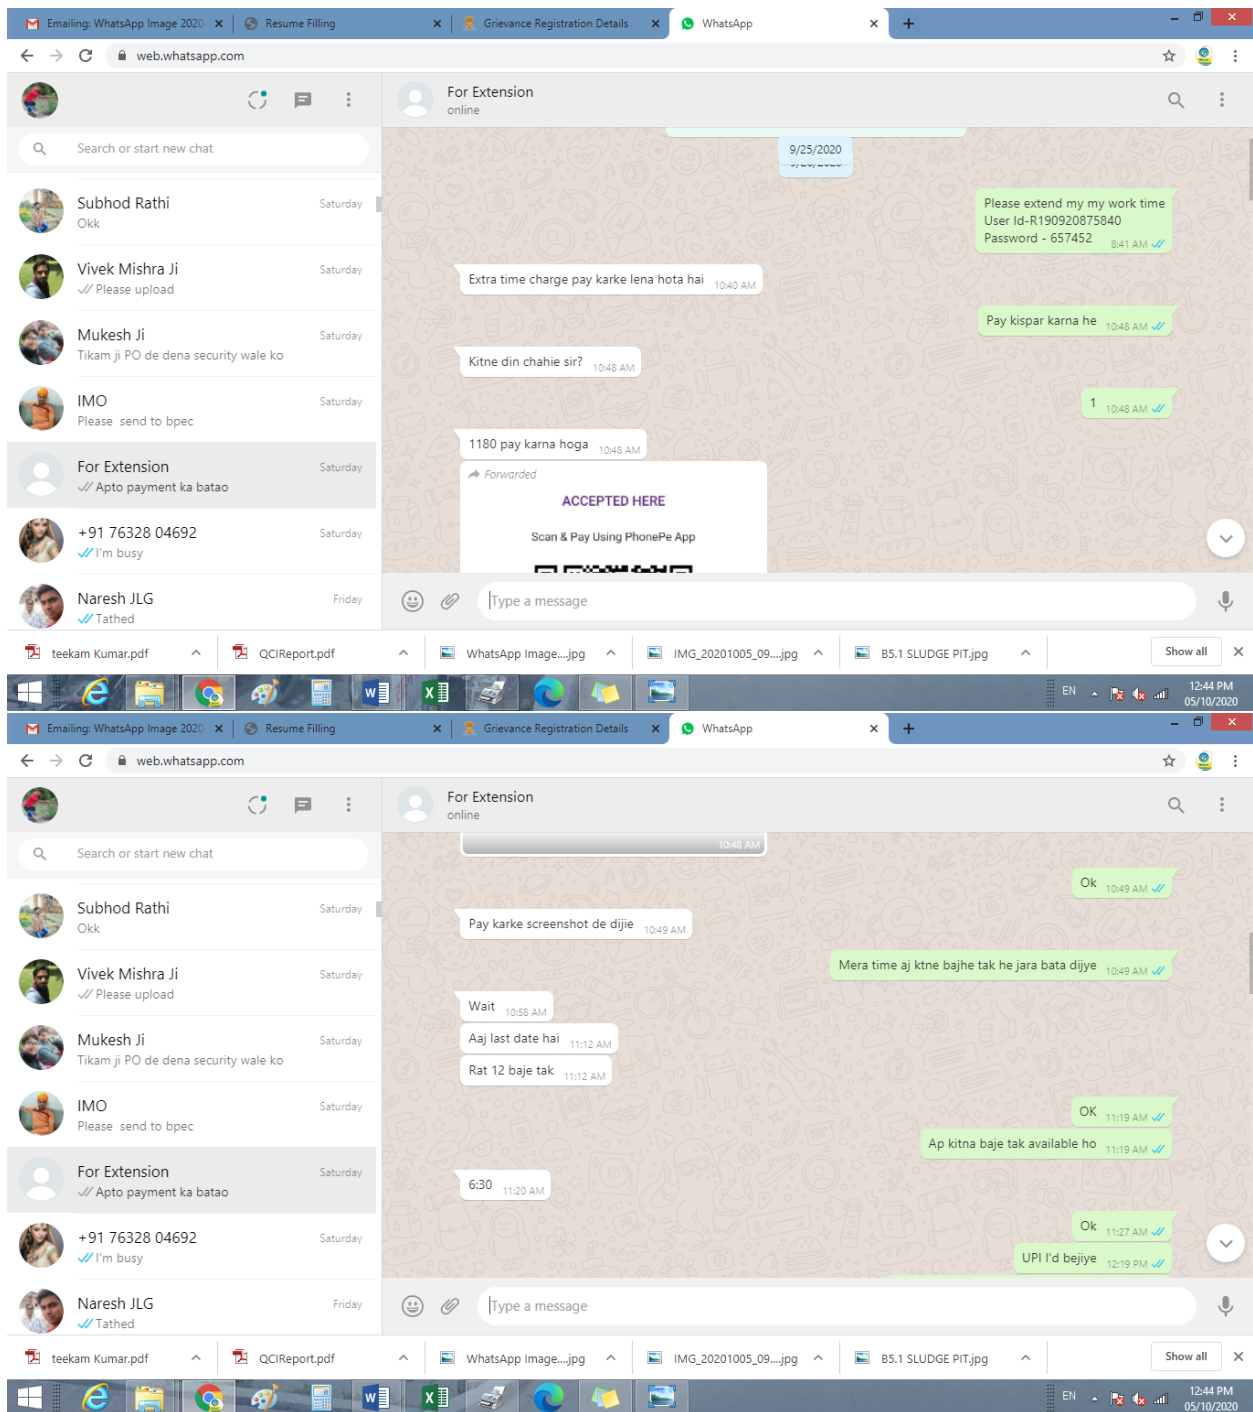 Emailing: WhatsApp Image 2020
Resume Filling
Grievance Registration Details
WhatsApp
web.whatsapp.com
For Extension
online
Search or start new chat
Subhod Rathi
Saturday
Okk
Vivek Mishra Ji
Saturday
Please upload
Mukesh Ji
Saturday
Tikam ji PO de dena security wale ko
IMO
Saturday
Please send to bpec
For Extension
Saturday
Apto payment ka batao
+91 76328 04692
Saturday
I'm busy
Naresh JLG
Friday
Tathed
9/25/2020
Please extend my my work time
User Id-R190920875840
Password - 657452
8:41 AM
Extra time charge pay karke lena hota hai
10:40 AM
Pay kispar karna he
10:48 AM
Kitne din chahie sir?
10:48 AM
1
10:48 AM
1180 pay karna hoga
10:48 AM
Forwarded
ACCEPTED HERE
Scan & Pay Using PhonePe App
Type a message
teekam Kumar.pdf
QCIReport.pdf
WhatsApp Image....jpg
IMG_20201005_09....jpg
B5.1 SLUDGE PIT.jpg
Show all
EN
12:44 PM
05/10/2020
Emailing: WhatsApp Image 2020
Resume Filling
Grievance Registration Details
WhatsApp
web.whatsapp.com
For Extension
online
Search or start new chat
Subhod Rathi
Saturday
Okk
Vivek Mishra Ji
Saturday
Please upload
Mukesh Ji
Saturday
Tikam ji PO de dena security wale ko
IMO
Saturday
Please send to bpec
For Extension
Saturday
Apto payment ka batao
+91 76328 04692
Saturday
I'm busy
Naresh JLG
Friday
Tathed
10:48 AM
Ok
10:49 AM
Pay karke screenshot de dijie
10:49 AM
Mera time aj ktne bajhe tak he jara bata dijye
10:49 AM
Wait
10:58 AM
Aaj last date hai
11:12 AM
Rat 12 baje tak
11:12 AM
OK
11:19 AM
Ap kitna baje tak available ho
11:19 AM
6:30
11:20 AM
Ok
11:27 AM
UPI I'd bejiye
12:19 PM
Type a message
teekam Kumar.pdf
QCIReport.pdf
WhatsApp Image....jpg
IMG_20201005_09....jpg
B5.1 SLUDGE PIT.jpg
Show all
EN
12:44 PM
05/10/2020